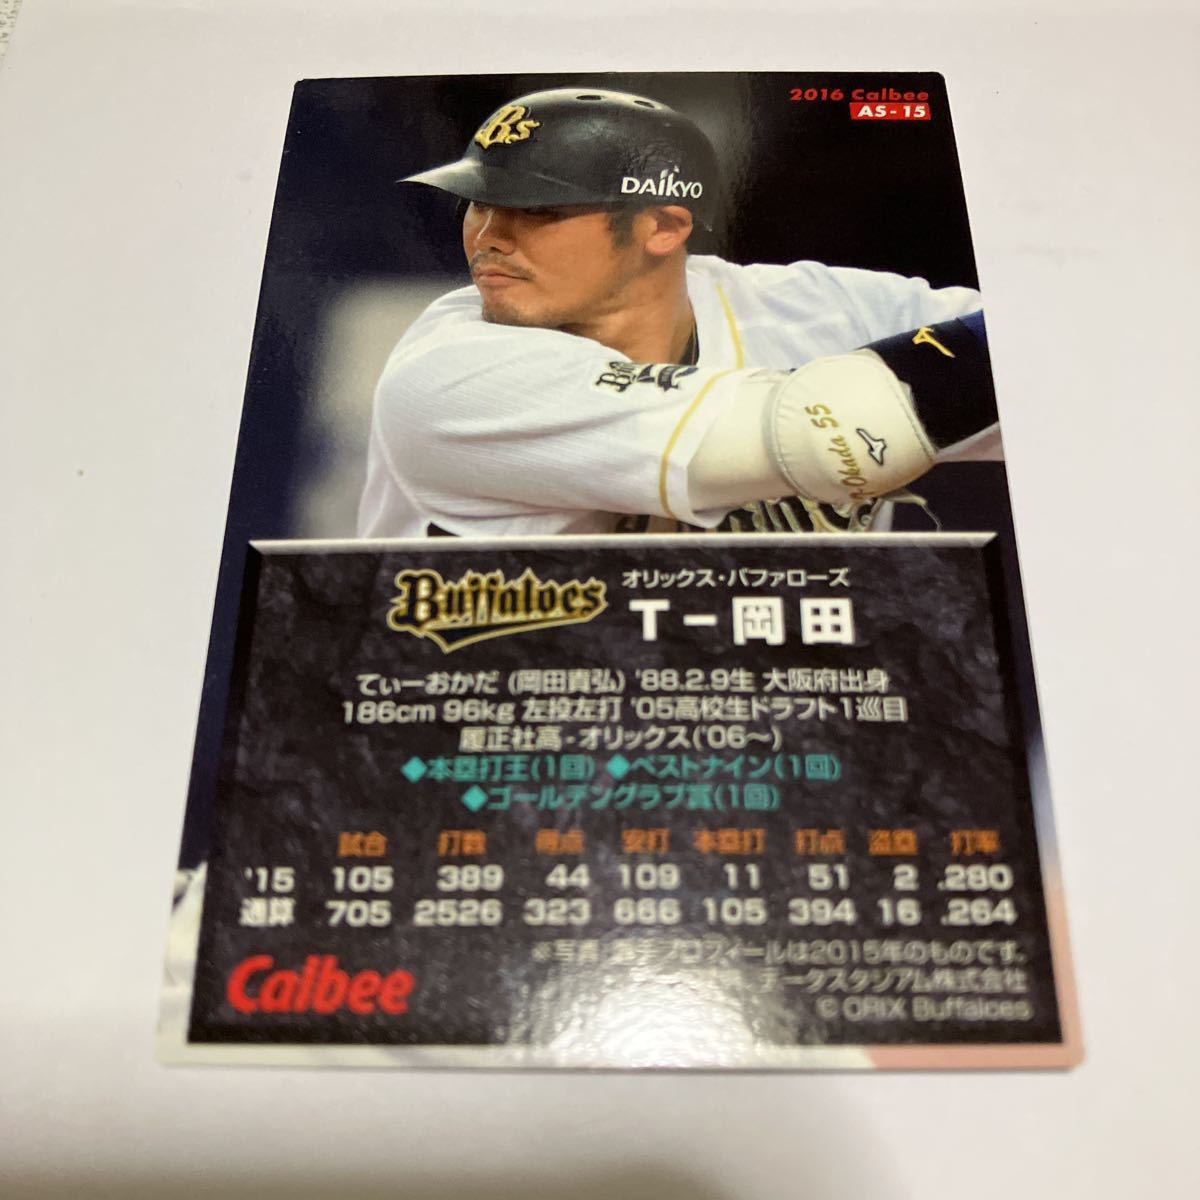 2016 Calbee
AS-15
Bs
DAIKYO
Okada 55
Buffaloes
オリックス・バファローズ
T－岡田
てぃーおかだ (岡田貴弘) '88.2.9生 大阪府出身
186cm 96kg 左投左打 '05高校生ドラフト1巡目
履正社高-オリックス('06～)
◆本塁打王(1回) ◆ベストナイン(1回)
◆ゴールデングラブ賞(1回)
試合 打数 得点 安打 本塁打 打点 盗塁 打率
'15 105 389 44 109 11 51 2 .280
通算 705 2526 323 666 105 394 16 .264
※写真、選手プロフィールは2015年のものです。
データスタジアム株式会社
Calbee
© ORIX Buffaloes